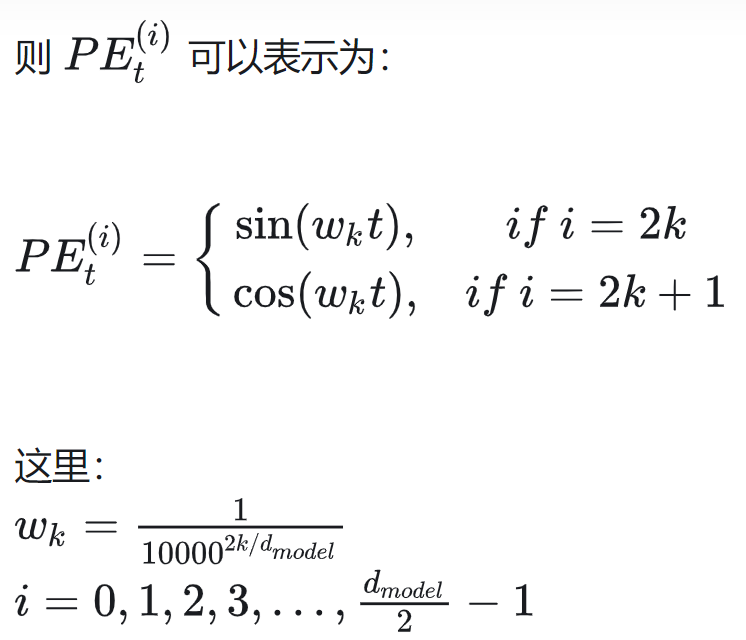 则 $PE_t^{(i)}$ 可以表示为：
$PE_t^{(i)} = \begin{cases} \sin(w_k t), & if\ i = 2k \\ \cos(w_k t), & if\ i = 2k + 1 \end{cases}$
这里：
$w_k = \frac{1}{10000^{2k/d_{model}}}$
$i = 0, 1, 2, 3, \ldots, \frac{d_{model}}{2} - 1$